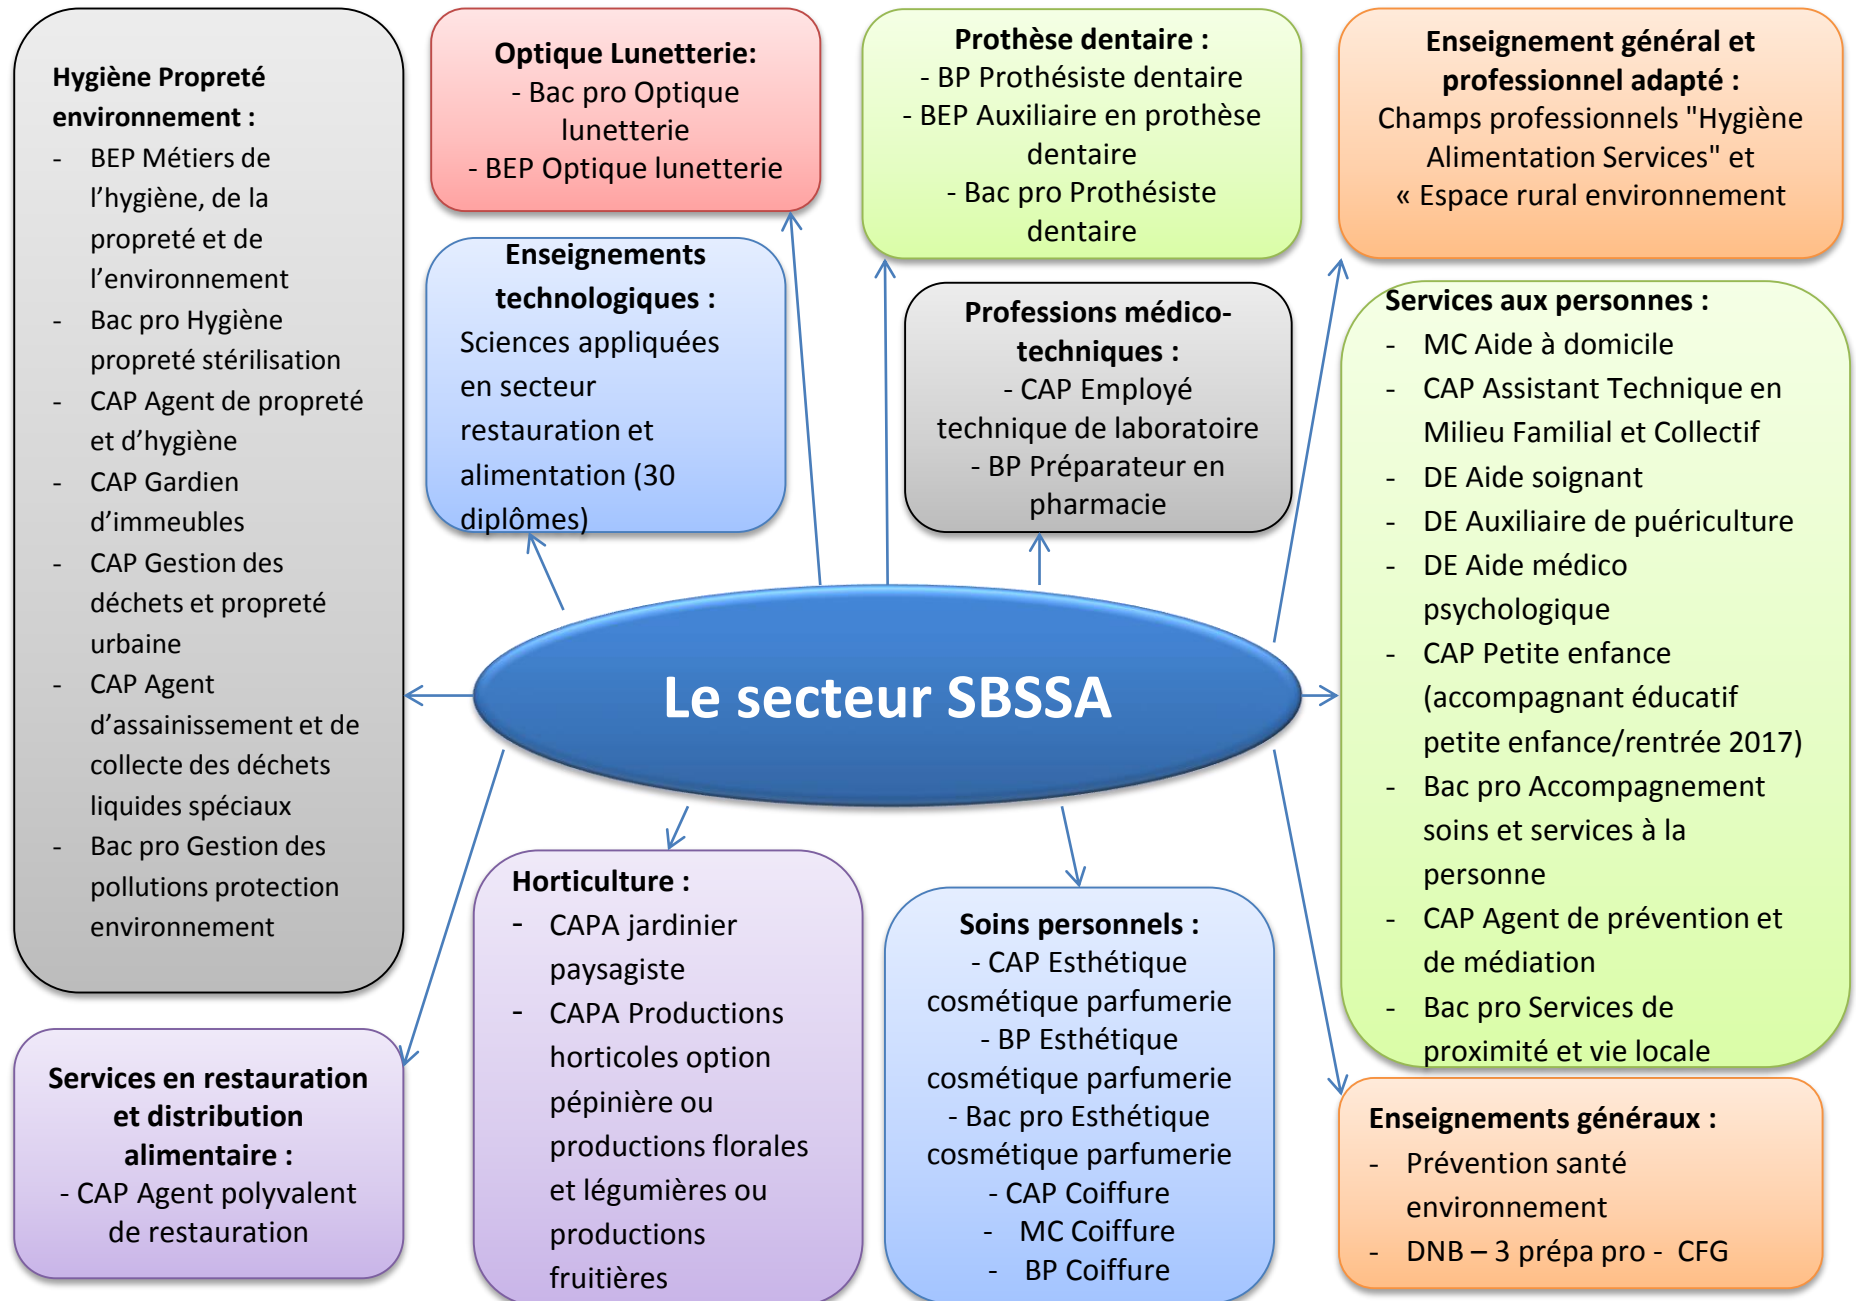 Hygiène Propreté
environnement :
- BEP Métiers de
l’hygiène, de la
propreté et de
l’environnement
- Bac pro Hygiène
propreté stérilisation
- CAP Agent de propreté
et d’hygiène
- CAP Gardien
d’immeubles
- CAP Gestion des
déchets et propreté
urbaine
- CAP Agent
d’assainissement et de
collecte des déchets
liquides spéciaux
- Bac pro Gestion des
pollutions protection
environnement
Optique Lunetterie:
- Bac pro Optique
lunetterie
- BEP Optique lunetterie
Prothèse dentaire :
- BP Prothésiste dentaire
- BEP Auxiliaire en prothèse
dentaire
- Bac pro Prothésiste
dentaire
Enseignement général et
professionnel adapté :
Champs professionnels "Hygiène
Alimentation Services" et
« Espace rural environnement
Enseignements
technologiques :
Sciences appliquées
en secteur
restauration et
alimentation (30
diplômes)
Professions médico-
techniques :
- CAP Employé
technique de laboratoire
- BP Préparateur en
pharmacie
Services aux personnes :
- MC Aide à domicile
- CAP Assistant Technique en
Milieu Familial et Collectif
- DE Aide soignant
- DE Auxiliaire de puériculture
- DE Aide médico
psychologique
- CAP Petite enfance
(accompagnant éducatif
petite enfance/rentrée 2017)
- Bac pro Accompagnement
soins et services à la
personne
- CAP Agent de prévention et
de médiation
- Bac pro Services de
proximité et vie locale
Le secteur SBSSA
Services en restauration
et distribution
alimentaire :
- CAP Agent polyvalent
de restauration
Horticulture :
- CAPA jardinier
paysagiste
- CAPA Productions
horticoles option
pépinière ou
productions florales
et légumières ou
productions
fruitières
Soins personnels :
- CAP Esthétique
cosmétique parfumerie
- BP Esthétique
cosmétique parfumerie
- Bac pro Esthétique
cosmétique parfumerie
- CAP Coiffure
- MC Coiffure
- BP Coiffure
Enseignements généraux :
- Prévention santé
environnement
- DNB – 3 prépa pro - CFG